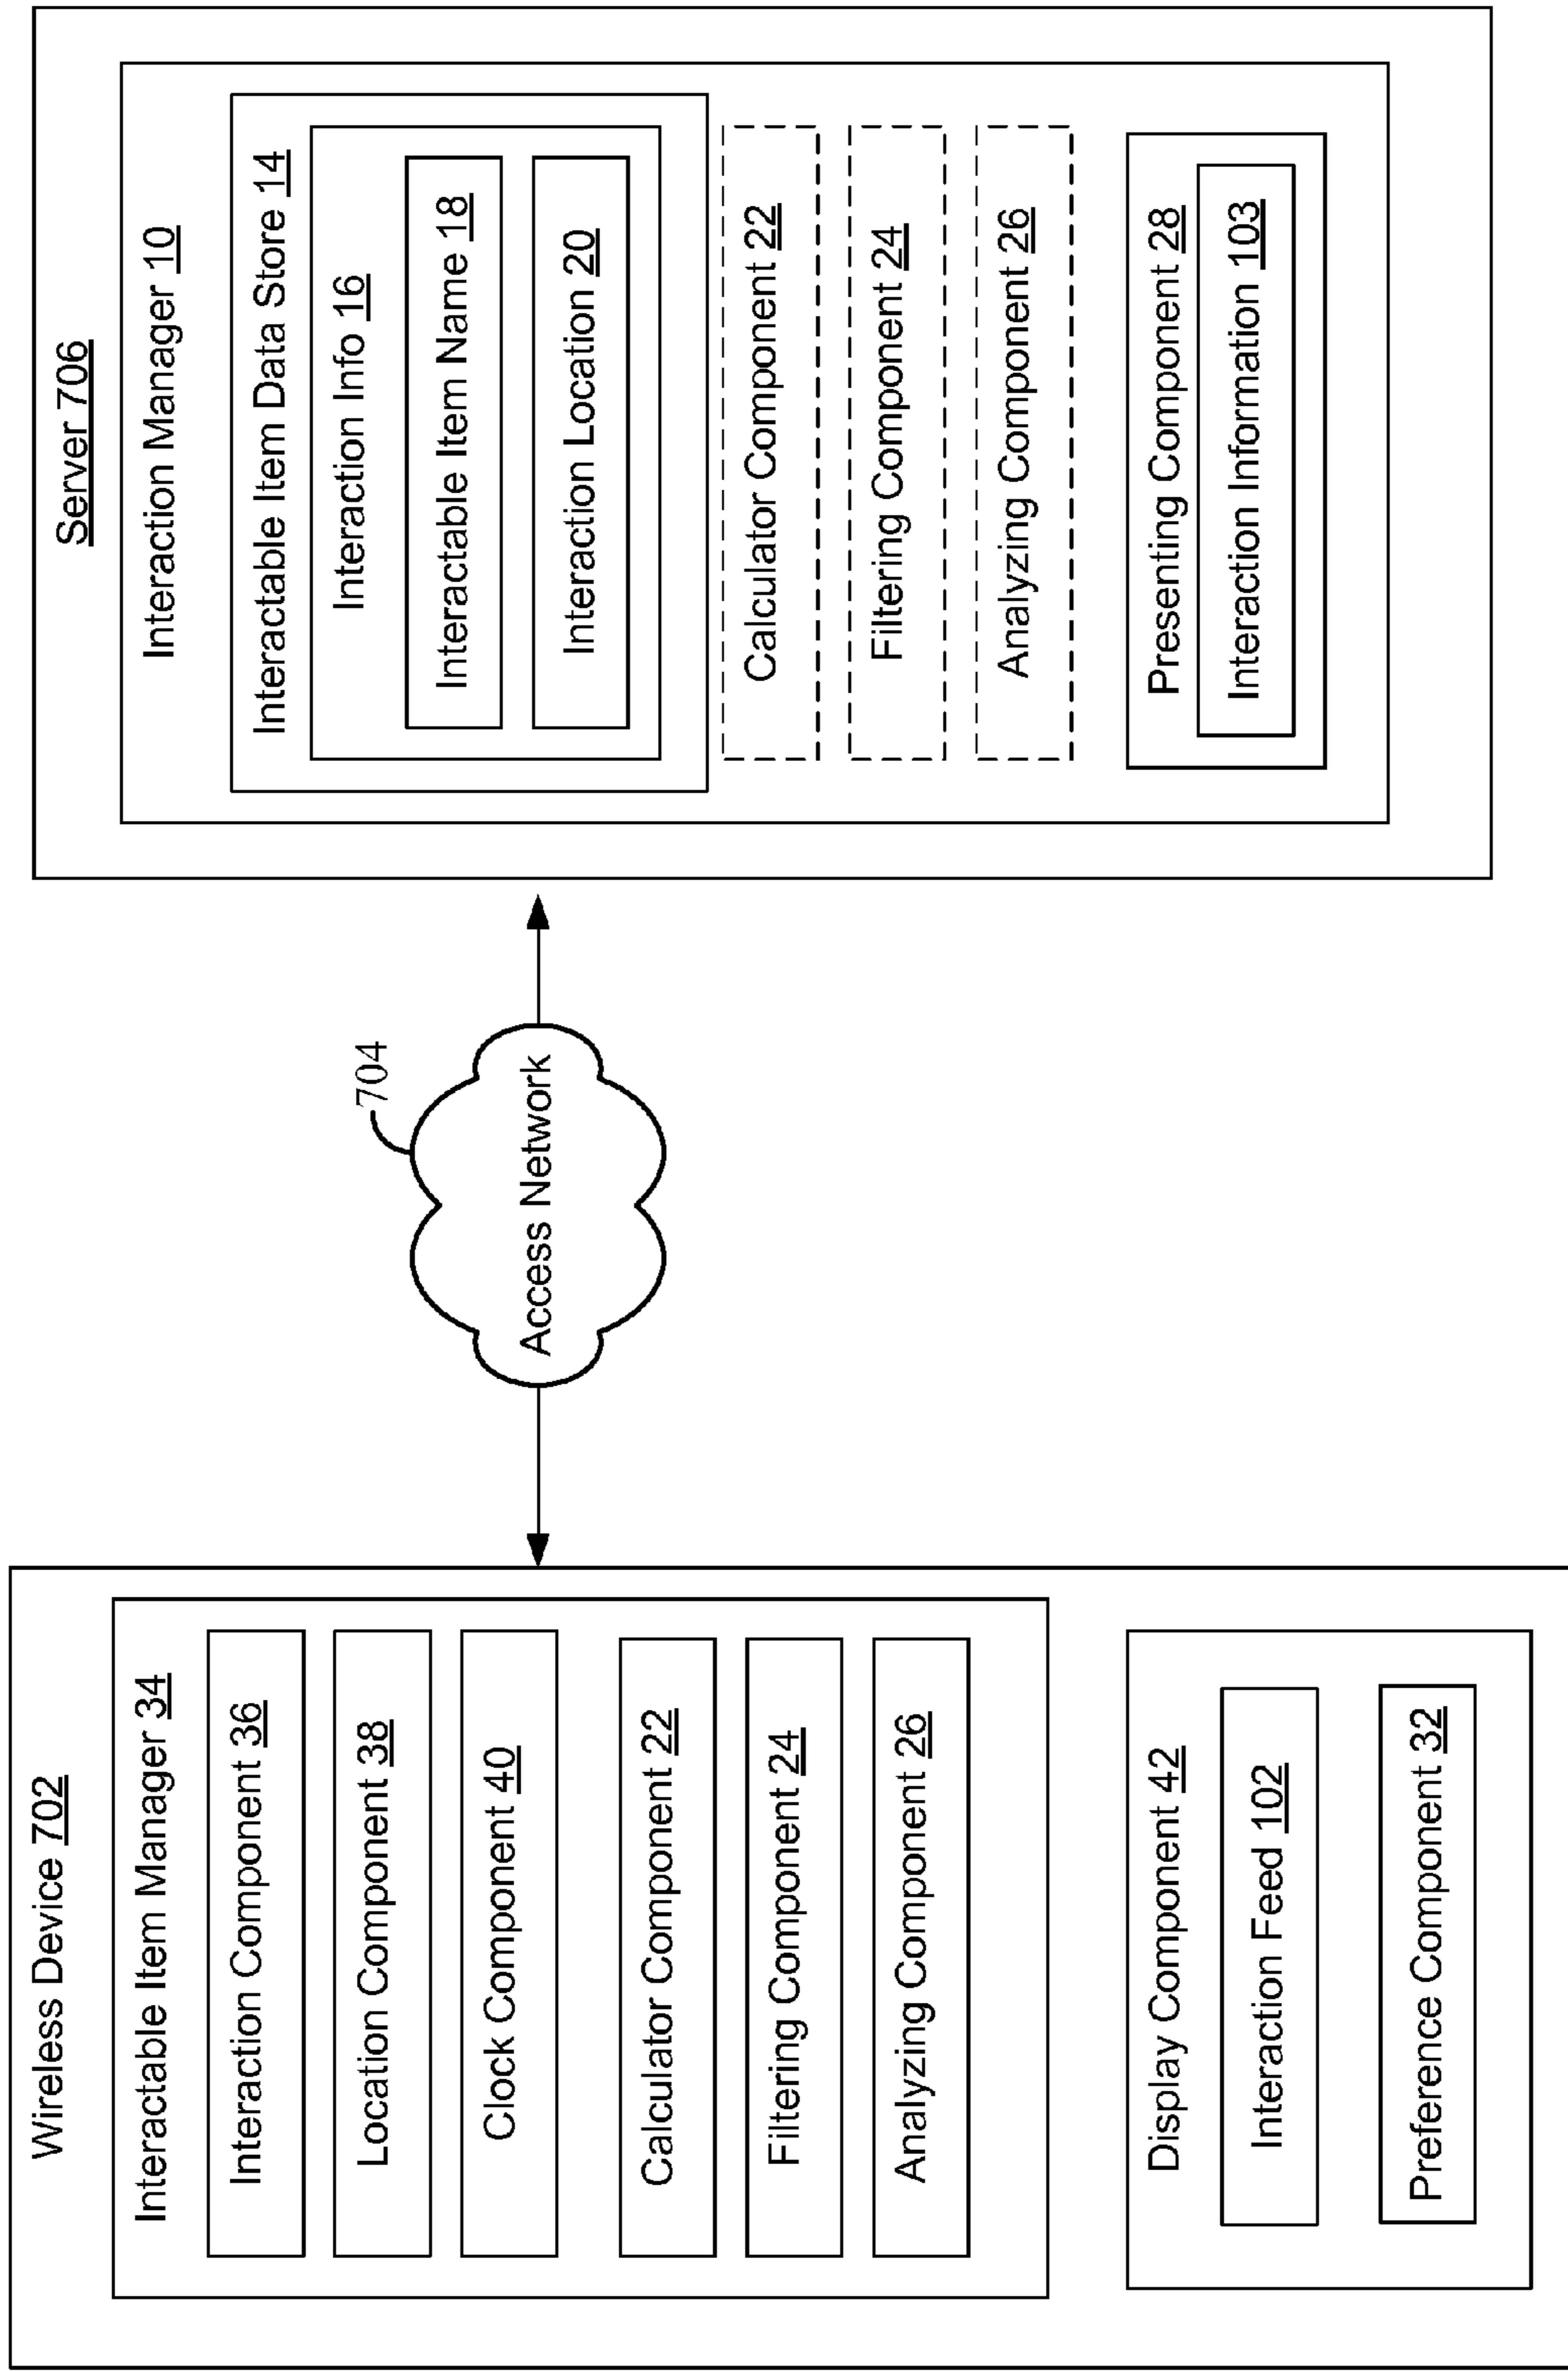 Wireless Device 702
Interactable Item Manager 34
Interaction Component 36
Location Component 38
Clock Component 40
Calculator Component 22
Filtering Component 24
Analyzing Component 26
Display Component 42
Interaction Feed 102
Preference Component 32
704
Access Network
Server 706
Interaction Manager 10
Interactable Item Data Store 14
Interaction Info 16
Interactable Item Name 18
Interaction Location 20
Calculator Component 22
Filtering Component 24
Analyzing Component 26
Presenting Component 28
Interaction Information 103